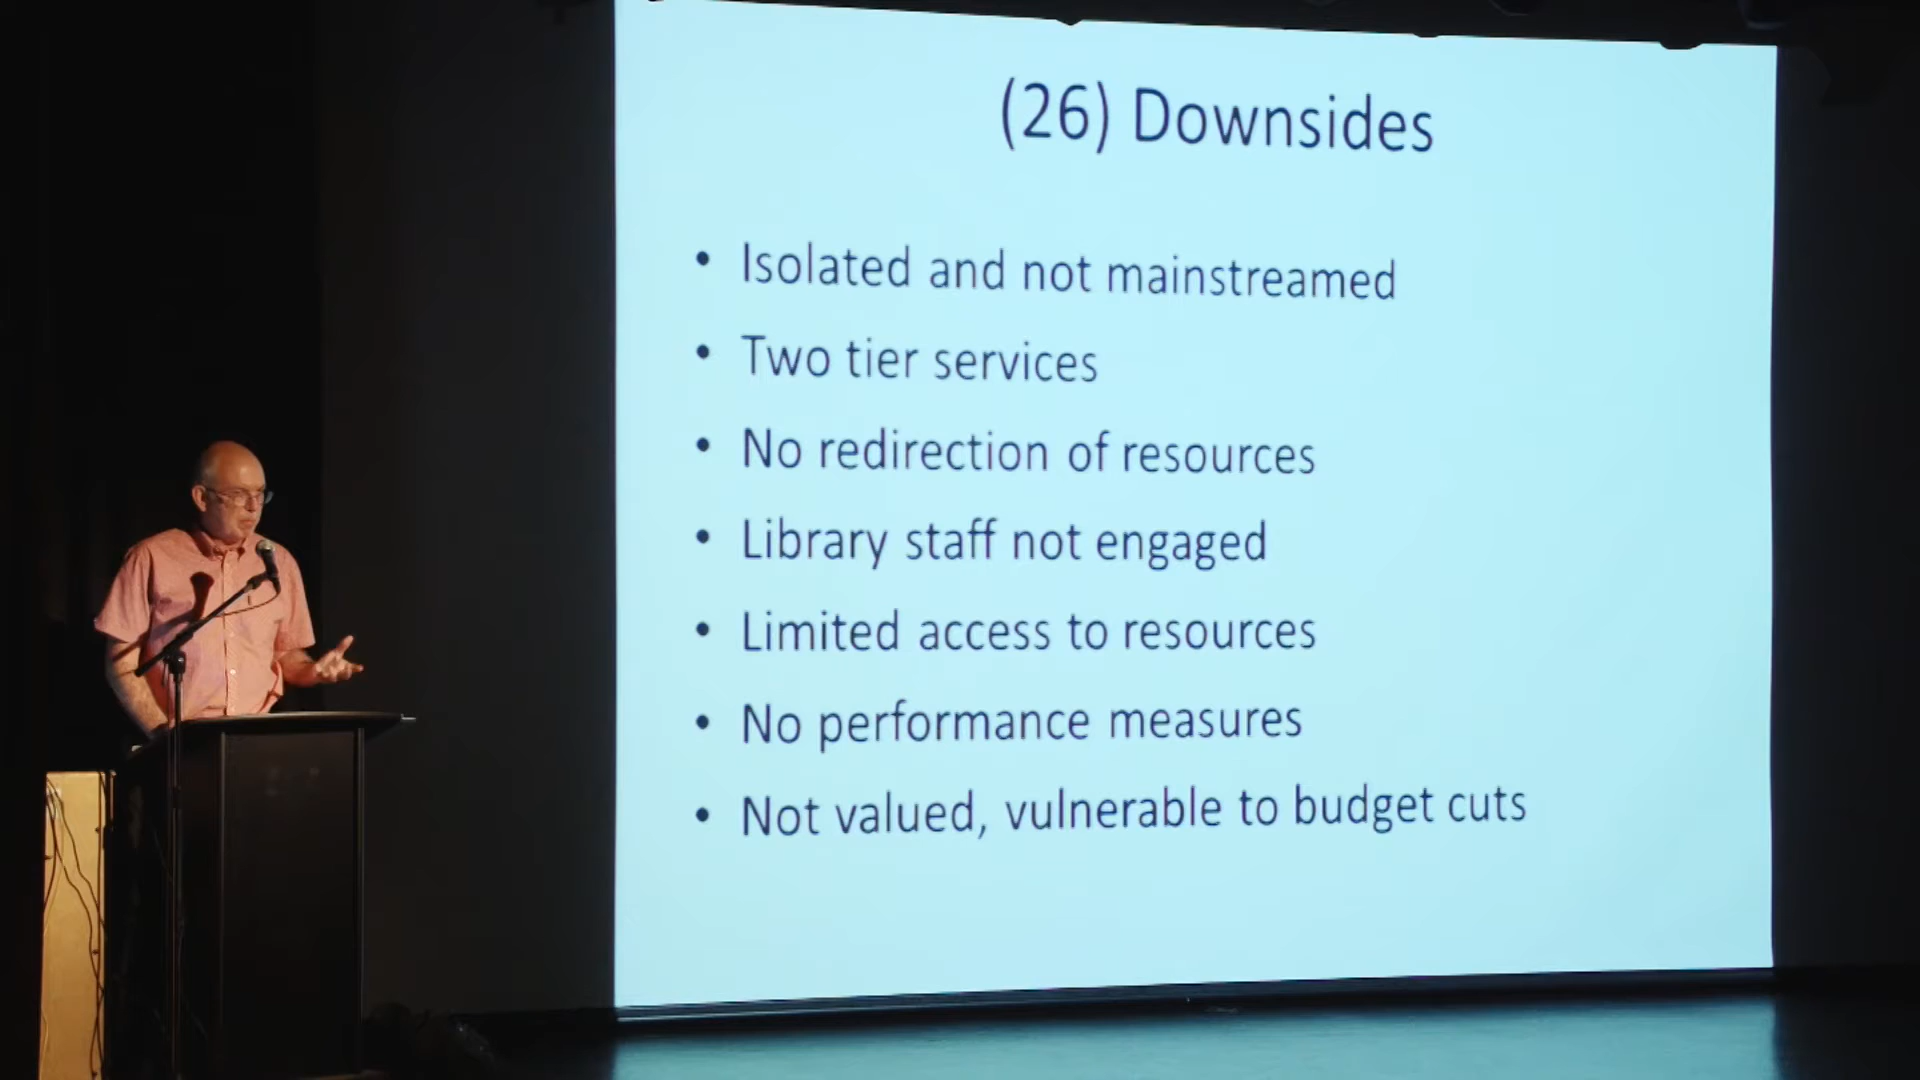 (26) Downsides
• Isolated and not mainstreamed
• Two tier services
• No redirection of resources
• Library staff not engaged
• Limited access to resources
• No performance measures
• Not valued, vulnerable to budget cuts